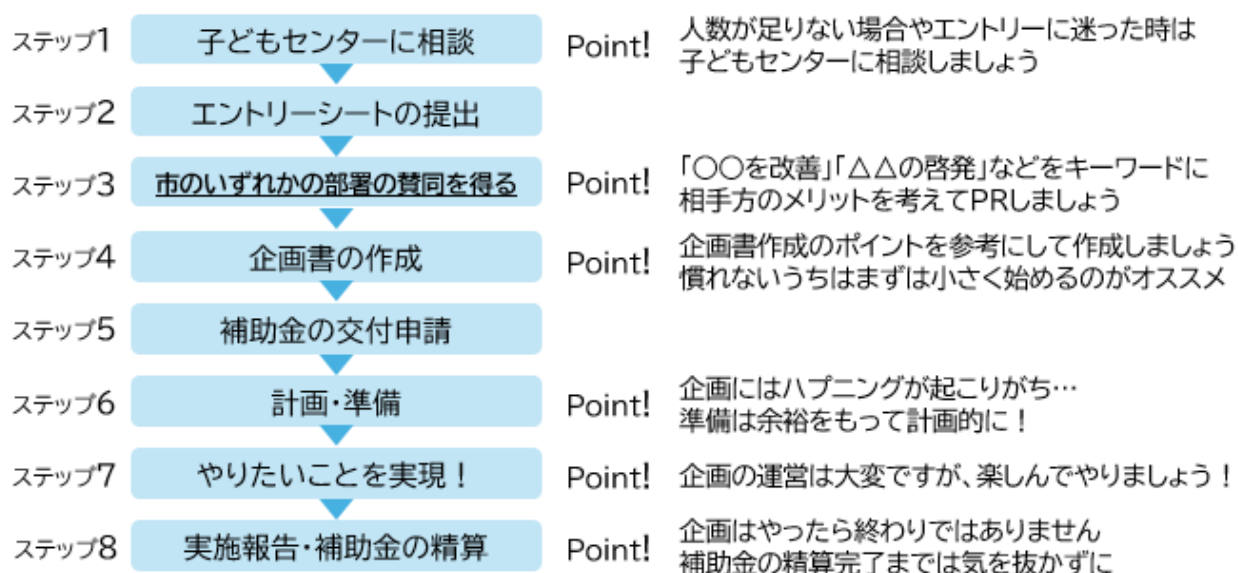 ステップ1 子どもセンターに相談 Point! 人数が足りない場合やエントリーに迷った時は
子どもセンターに相談しましょう
ステップ2 エントリーシートの提出
ステップ3 市のいずれかの部署の賛同を得る Point! 「〇〇を改善」「△△の啓発」などをキーワードに
相手方のメリットを考えてPRしましょう
ステップ4 企画書の作成 Point! 企画書作成のポイントを参考にして作成しましょう
慣れないうちはまずは小さく始めるのがオススメ
ステップ5 補助金の交付申請
ステップ6 計画・準備 Point! 企画にはハプニングが起こりがち…
準備は余裕をもって計画的に！
ステップ7 やりたいことを実現！ Point! 企画の運営は大変ですが、楽しんでやりましょう！
ステップ8 実施報告・補助金の精算 Point! 企画はやったら終わりではありません
補助金の精算完了までは気を抜かずに